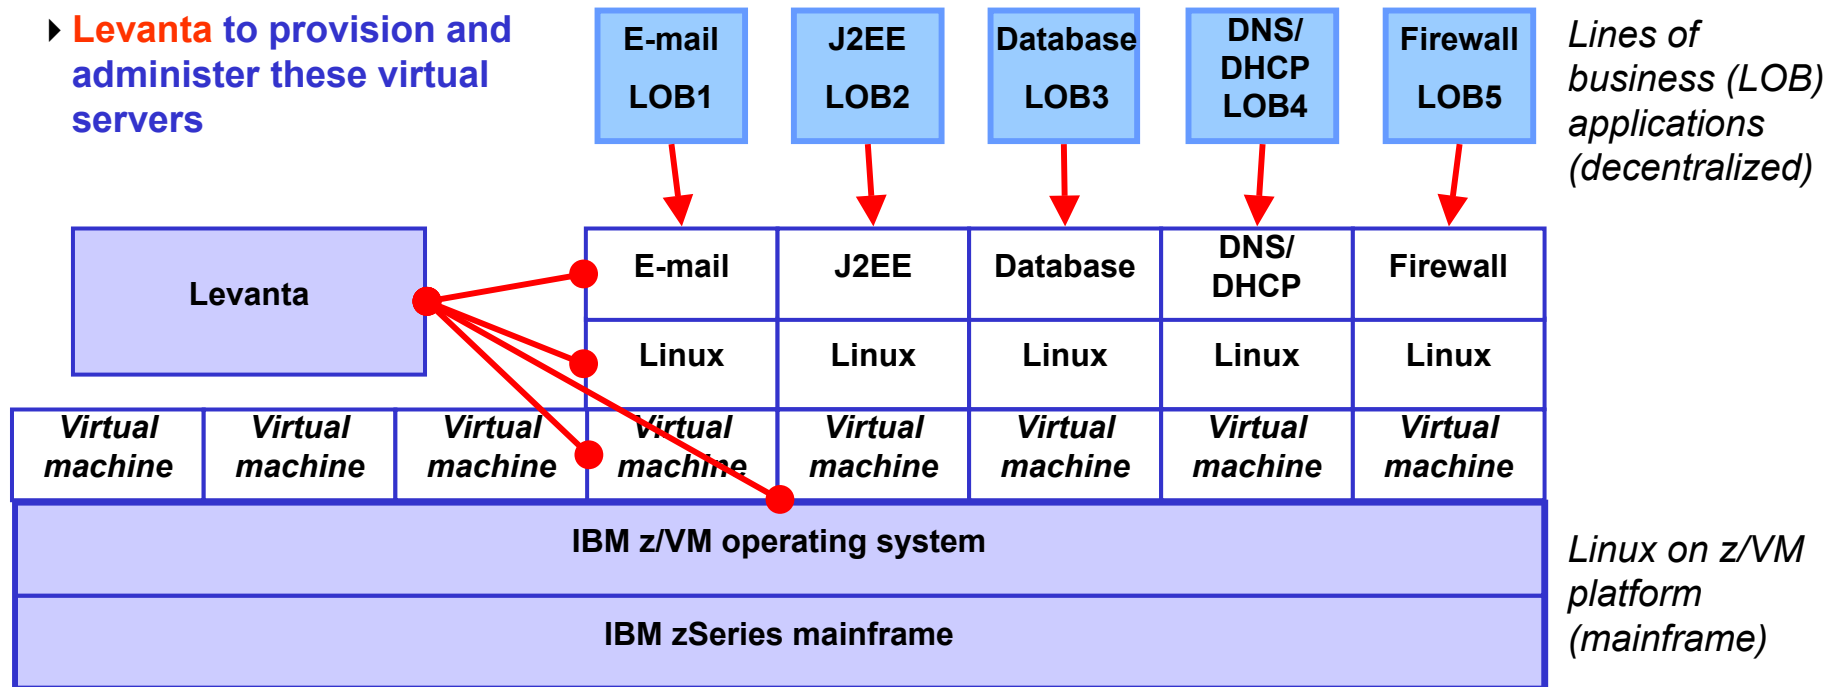 Levanta to provision and
administer these virtual
servers
E-mail
LOB1
J2EE
LOB2
Database
LOB3
DNS/
DHCP
LOB4
Firewall
LOB5
Lines of
business (LOB)
applications
(decentralized)
Levanta
E-mail
J2EE
Database
DNS/
DHCP
Firewall
Linux
Linux
Linux
Linux
Linux
Virtual
machine
Virtual
machine
Virtual
machine
Virtual
machine
Virtual
machine
Virtual
machine
Virtual
machine
Virtual
machine
IBM z/VM operating system
IBM zSeries mainframe
Linux on z/VM
platform
(mainframe)